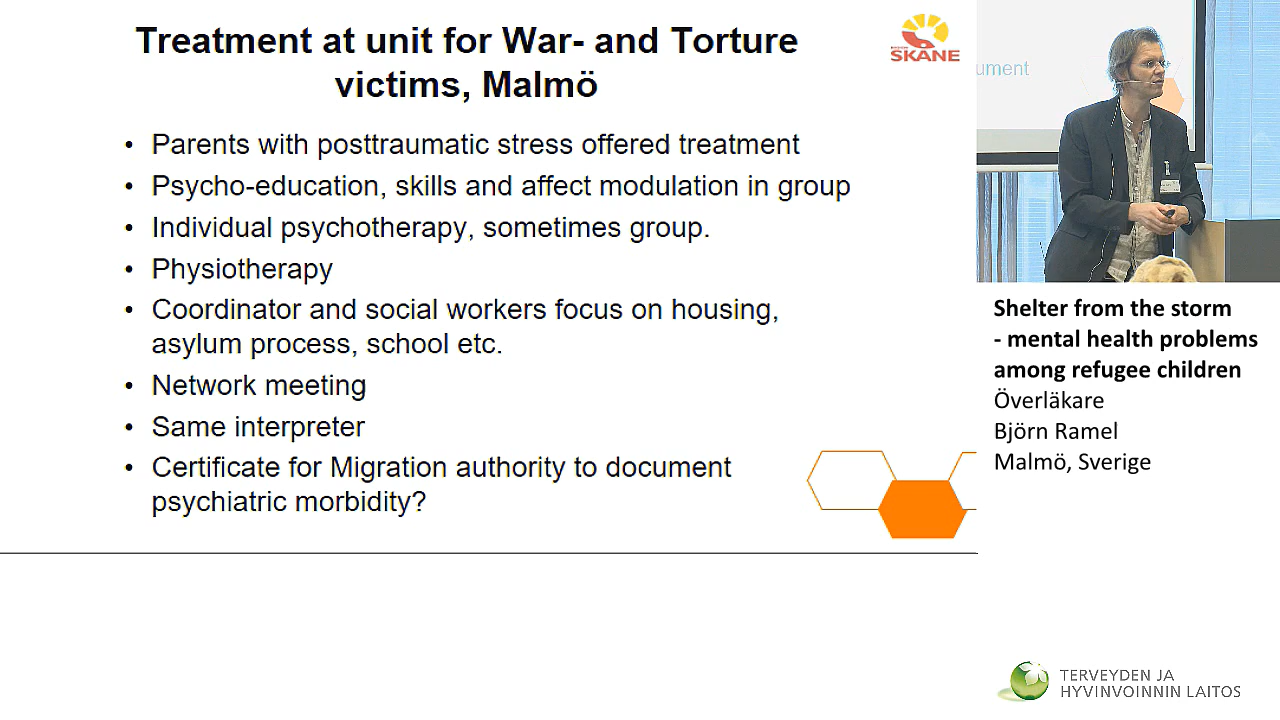 Treatment at unit for War- and Torture
victims, Malmö
SKANE
• Parents with posttraumatic stress offered treatment
• Psycho-education, skills and affect modulation in group
• Individual psychotherapy, sometimes group.
• Physiotherapy
• Coordinator and social workers focus on housing,
asylum process, school etc.
• Network meeting
• Same interpreter
• Certificate for Migration authority to document
psychiatric morbidity?
ument
Shelter from the storm
- mental health problems
among refugee children
Överläkare
Björn Ramel
Malmö, Sverige
TERVEYDEN JA
HYVINVOINNIN LAITOS